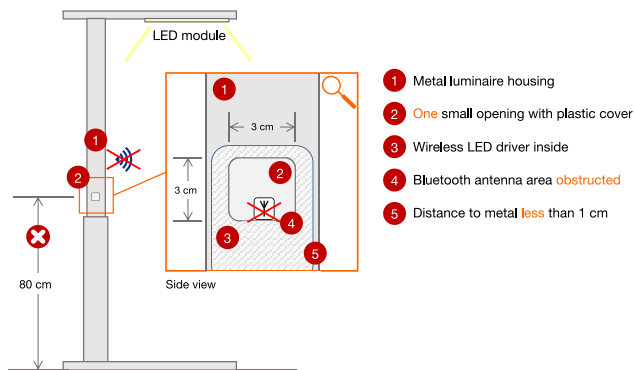 LED module
1
2
80 cm
1
3 cm
3 cm
2
4
3
5
Side view
1 Metal luminaire housing
2 One small opening with plastic cover
3 Wireless LED driver inside
4 Bluetooth antenna area obstructed
5 Distance to metal less than 1 cm